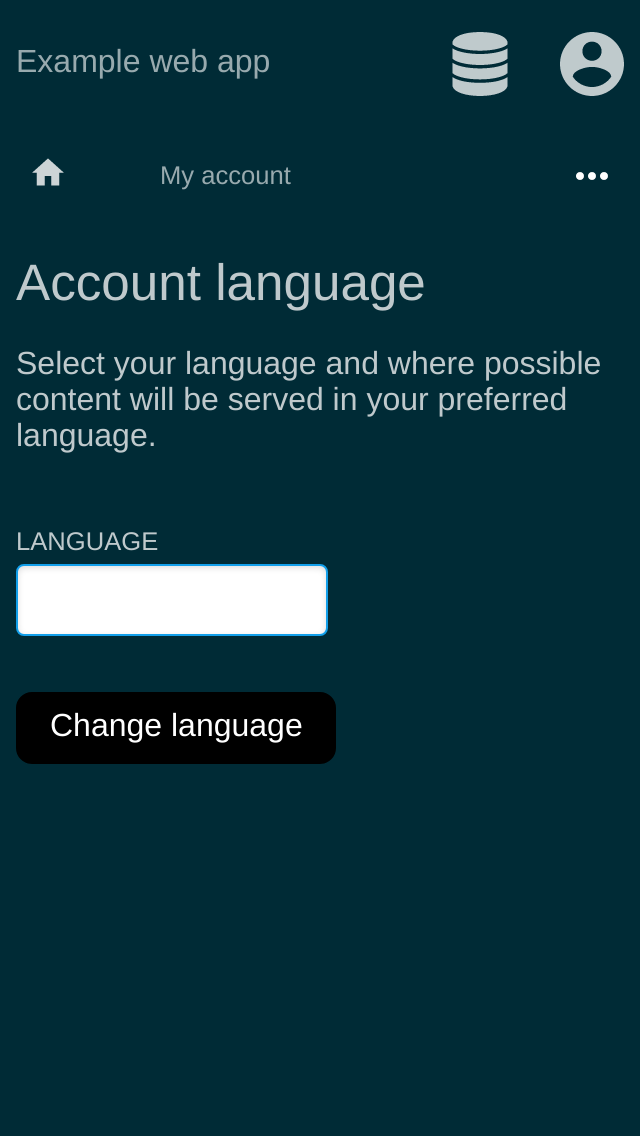 Example web app
My account
Account language
Select your language and where possible
content will be served in your preferred
language.
LANGUAGE
Change language